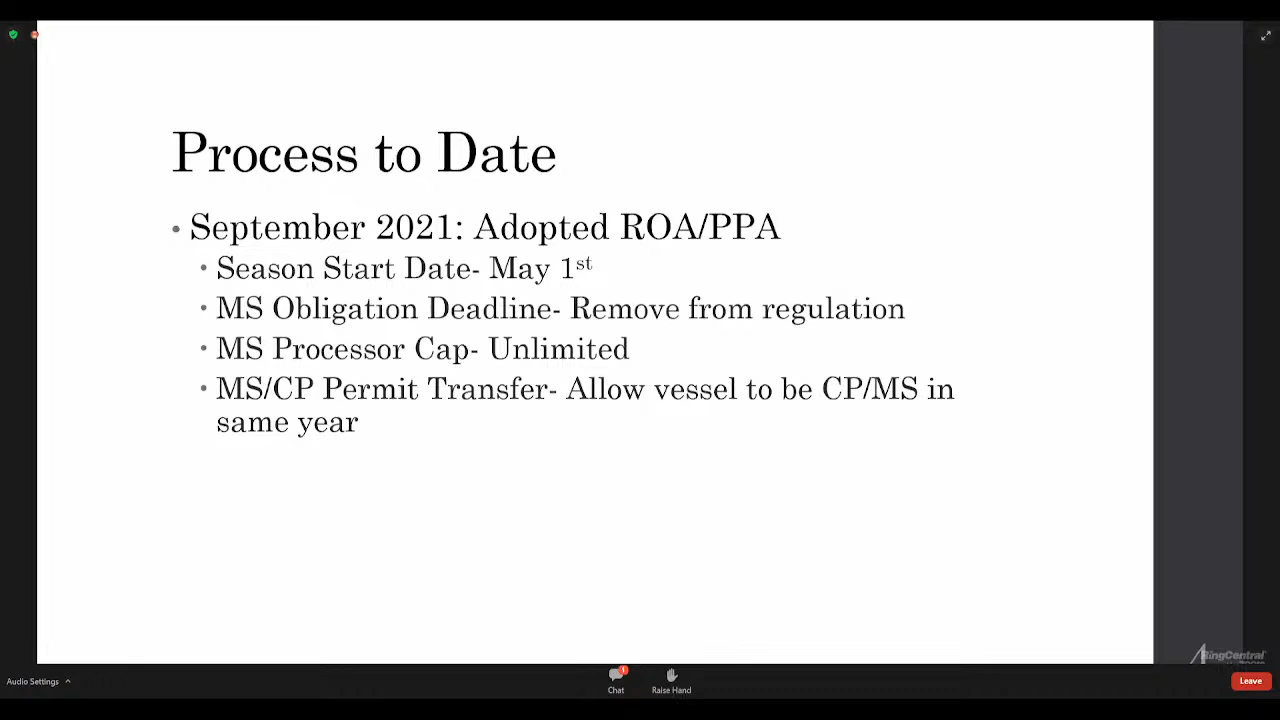 Process to Date
• September 2021: Adopted ROA/PPA
• Season Start Date- May 1st
• MS Obligation Deadline- Remove from regulation
• MS Processor Cap- Unlimited
• MS/CP Permit Transfer- Allow vessel to be CP/MS in
same year
RingCentral
Audio Settings
1
Chat
Raise Hand
Leave